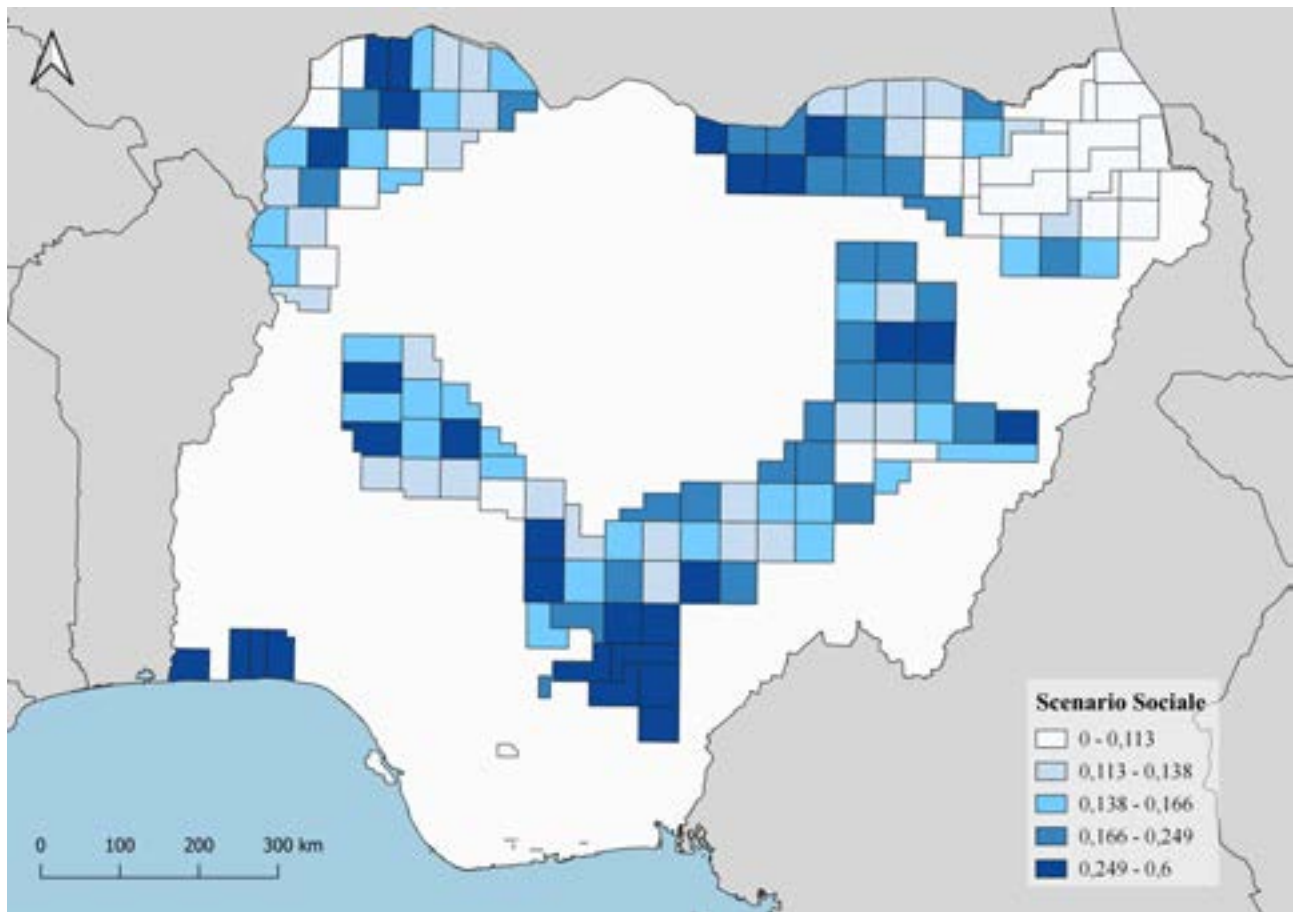 Scenario Sociale
0 - 0,113
0,113 - 0,138
0,138 - 0,166
0,166 - 0,249
0,249 - 0,6
0 100 200 300 km